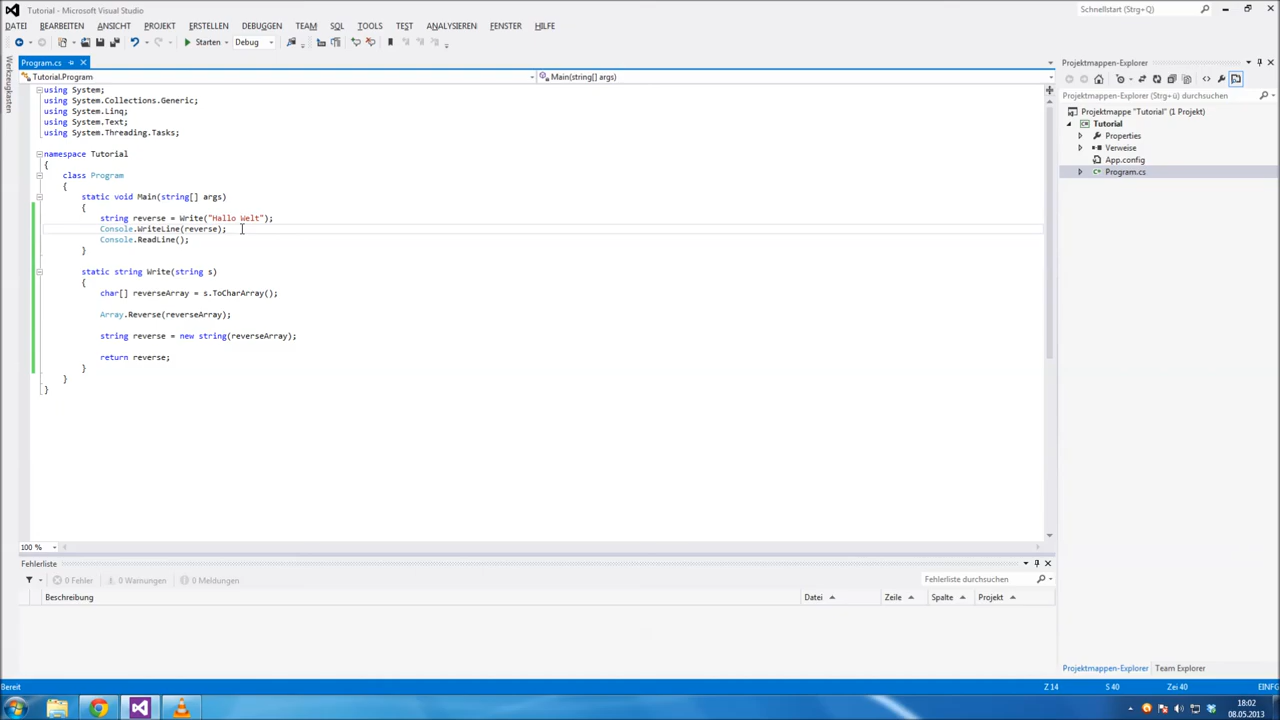 Tutorial - Microsoft Visual Studio
Schnellstart (Strg+Q)
DATEI BEARBEITEN ANSICHT PROJEKT ERSTELLEN DEBUGGEN TEAM SQL TOOLS TEST ANALYSIEREN FENSTER HILFE
Starten Debug
Werkzeugkasten
Program.cs
Tutorial.Program
Main(string[] args)
using System;
using System.Collections.Generic;
using System.Linq;
using System.Text;
using System.Threading.Tasks;
namespace Tutorial
{
class Program
{
static void Main(string[] args)
{
string reverse = Write("Hallo Welt");
Console.WriteLine(reverse);
Console.ReadLine();
}
static string Write(string s)
{
char[] reverseArray = s.ToCharArray();
Array.Reverse(reverseArray);
string reverse = new string(reverseArray);
return reverse;
}
}
}
100 %
Projektmappen-Explorer
Projektmappen-Explorer (Strg+ü) durchsuchen
Projektmappe "Tutorial" (1 Projekt)
Tutorial
Properties
Verweise
App.config
Program.cs
Fehlerliste
0 Fehler 0 Warnungen 0 Meldungen
Fehlerliste durchsuchen
Beschreibung Datei Zeile Spalte Projekt
Projektmappen-Explorer Team Explorer
Bereit Z 14 S 40 Zei 40 EINFG
18:02
08.05.2013